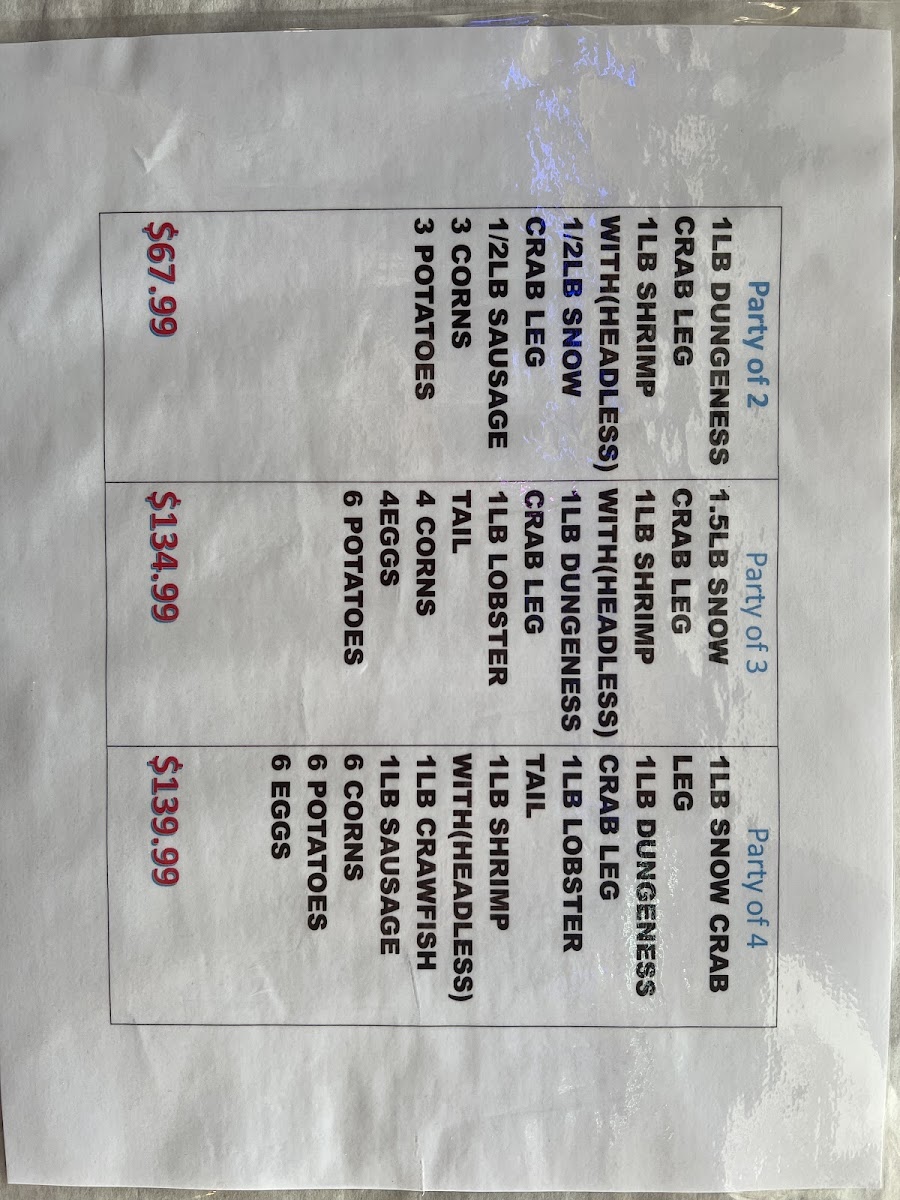 Party of 2
1LB DUNGENESS
CRAB LEG
1LB SHRIMP
WITH(HEADLESS)
1/2LB SNOW
CRAB LEG
1/2LB SAUSAGE
3 CORNS
3 POTATOES
$67.99
Party of 3
1.5LB SNOW
CRAB LEG
1LB SHRIMP
WITH(HEADLESS)
1LB DUNGENESS
CRAB LEG
1LB LOBSTER
TAIL
4 CORNS
4EGGS
6 POTATOES
$134.99
Party of 4
1LB SNOW CRAB
LEG
1LB DUNGENESS
CRAB LEG
1LB LOBSTER
TAIL
1LB SHRIMP
WITH(HEADLESS)
1LB CRAWFISH
1LB SAUSAGE
6 CORNS
6 POTATOES
6 EGGS
$139.99